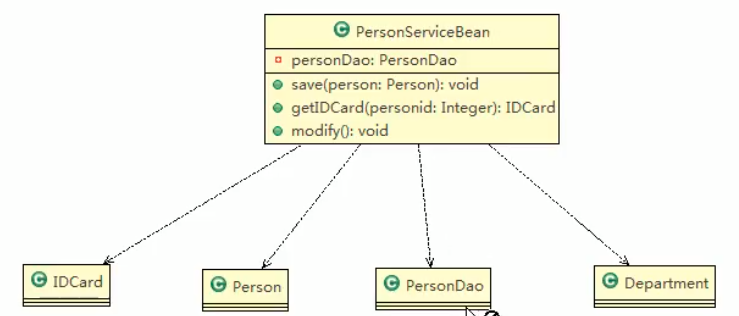 PersonServiceBean
personDao: PersonDao
save(person: Person): void
getIDCard(personid: Integer): IDCard
modify(): void
IDCard
Person
PersonDao
Department